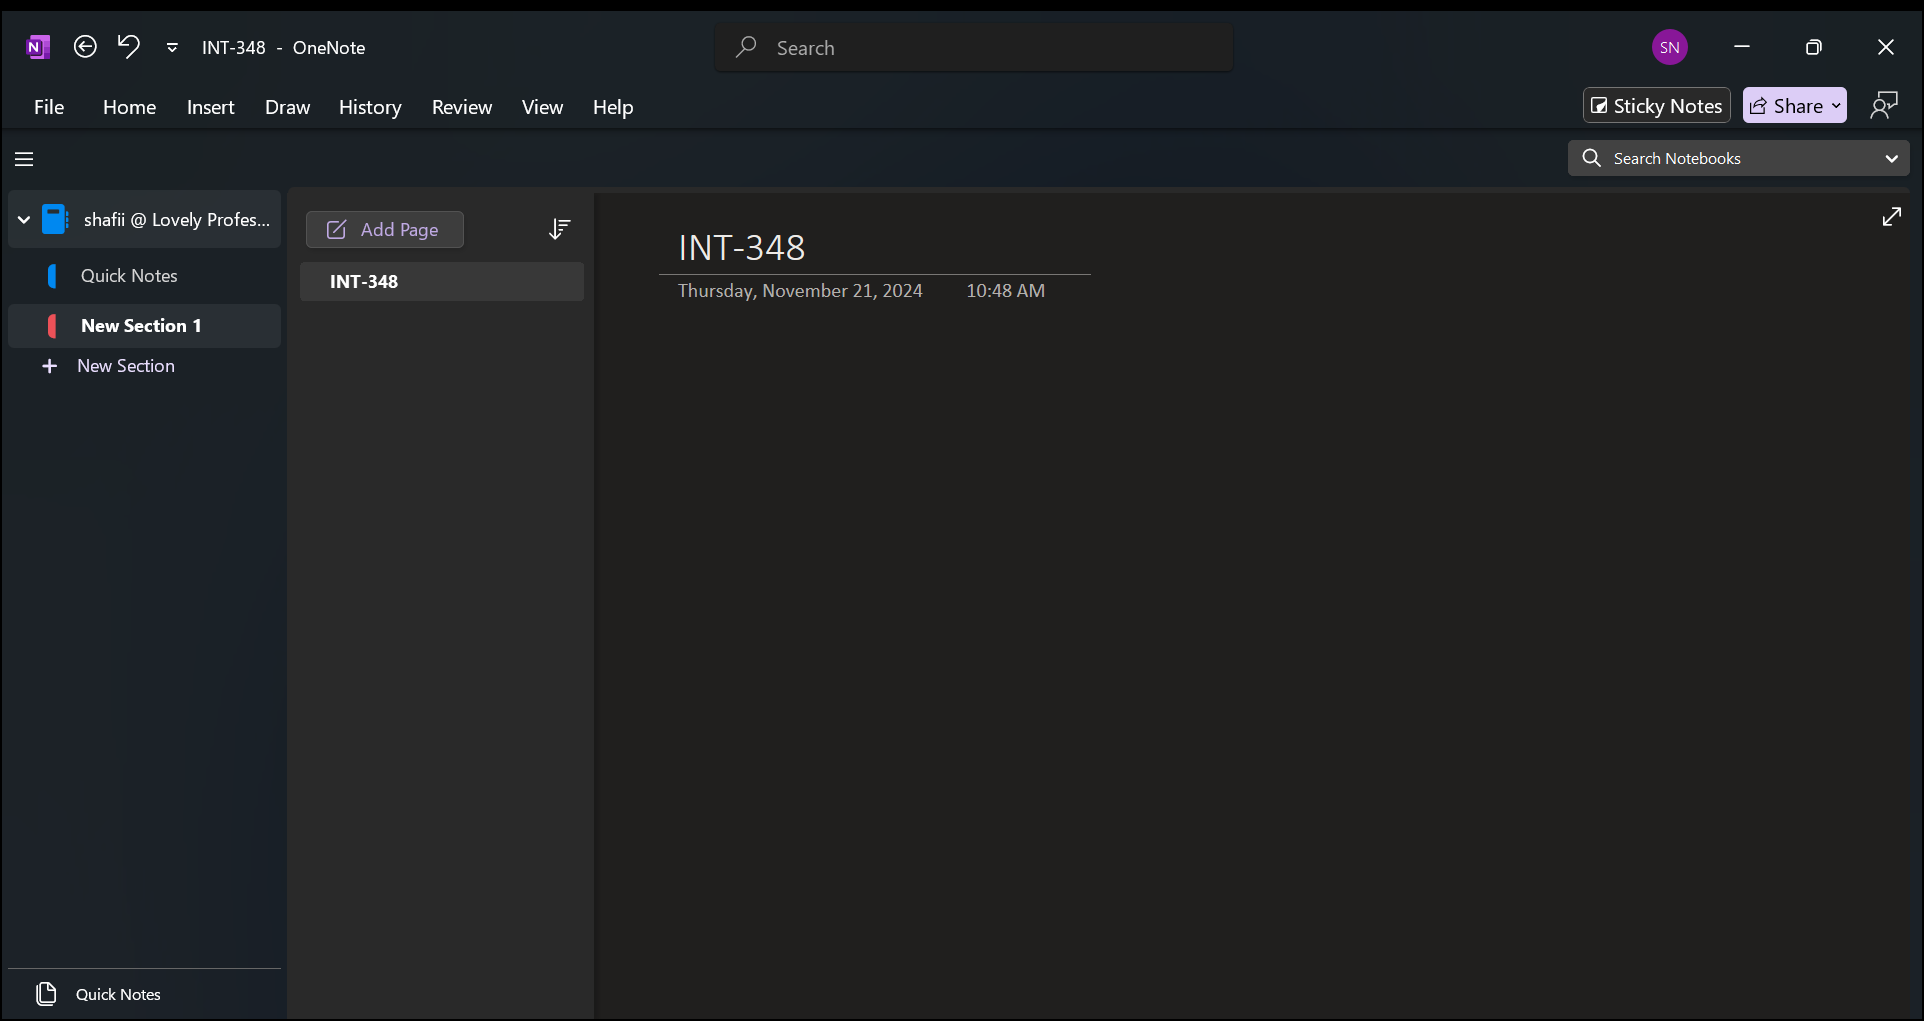 N INT-348 - OneNote Search SN
File Home Insert Draw History Review View Help Sticky Notes Share
Search Notebooks
shafii @ Lovely Profes...
Quick Notes
New Section 1
New Section
Add Page
INT-348
INT-348
Thursday, November 21, 2024 10:48 AM
Quick Notes